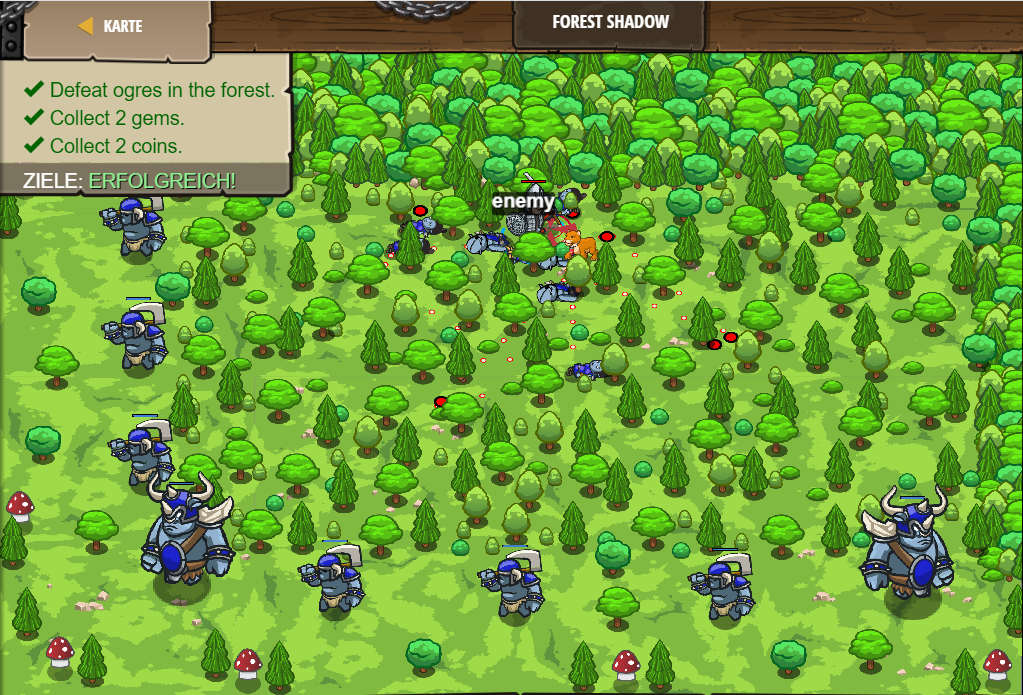 KARTE
FOREST SHADOW
Defeat ogres in the forest.
Collect 2 gems.
Collect 2 coins.
ZIELE: ERFOLGREICH!
enemy